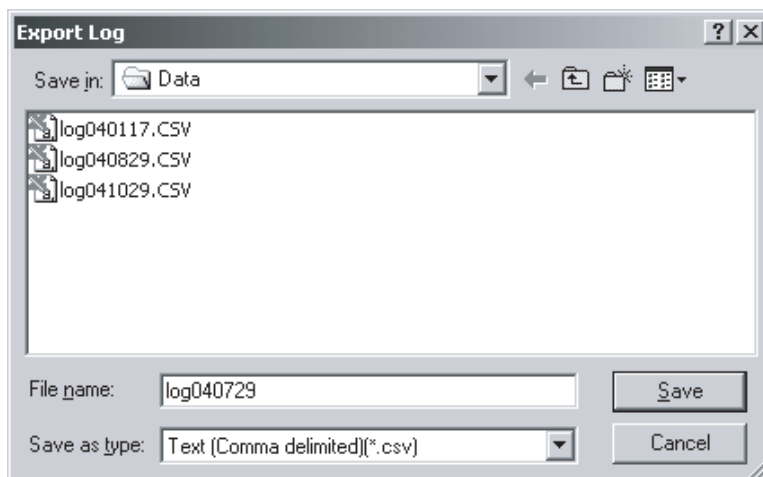 Export Log
Save in: Data
log040117.CSV
log040829.CSV
log041029.CSV
File name: log040729 Save
Save as type: Text (Comma delimited)(*.csv) Cancel